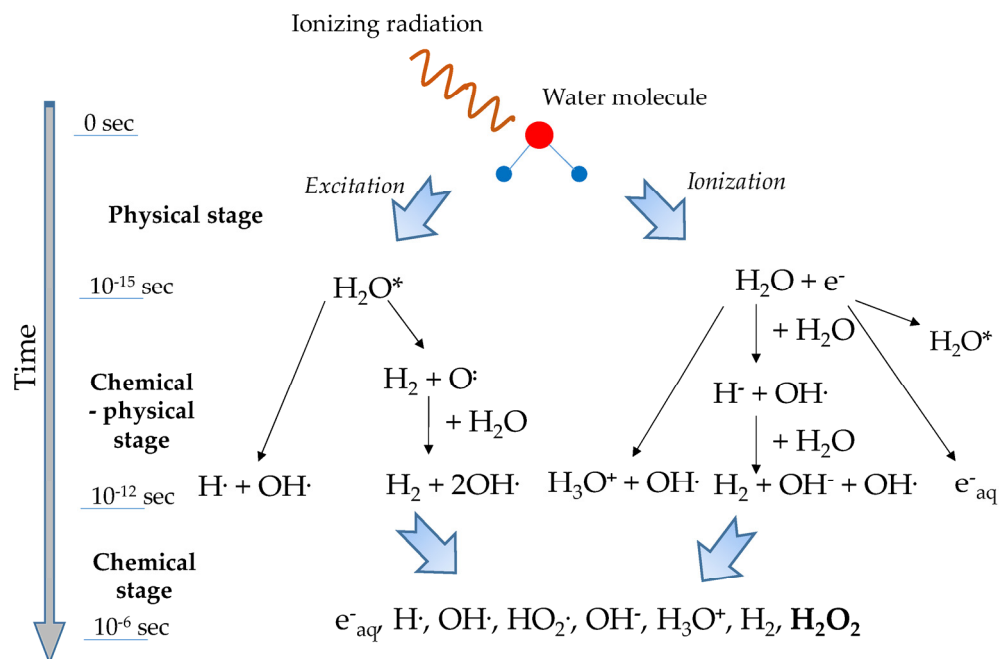 Ionizing radiation
Water molecule
0 sec
Excitation
Ionization
Physical stage
10⁻¹⁵ sec
H₂O*
H₂O + e⁻
+ H₂O
H₂O*
Time
Chemical
- physical
stage
H₂ + O:
+ H₂O
H⁻ + OH·
+ H₂O
10⁻¹² sec
H· + OH·
H₂ + 2OH·
H₃O⁺ + OH·
H₂ + OH⁻ + OH·
e⁻aq
Chemical
stage
10⁻⁶ sec
e⁻aq, H·, OH·, HO₂·, OH⁻, H₃O⁺, H₂, H₂O₂